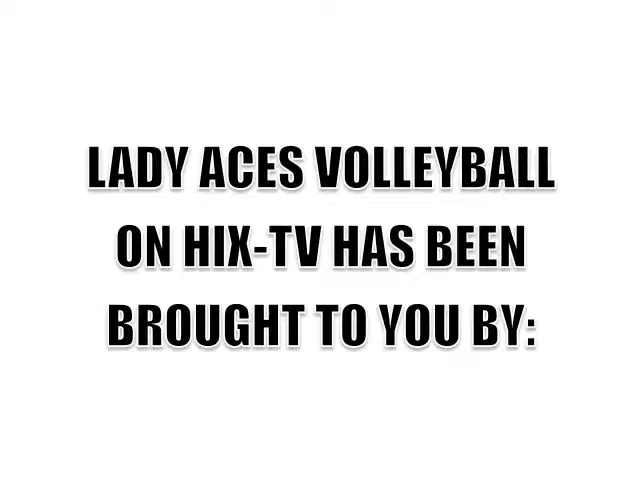 LADY ACES VOLLEYBALL
ON HIX-TV HAS BEEN
BROUGHT TO YOU BY: